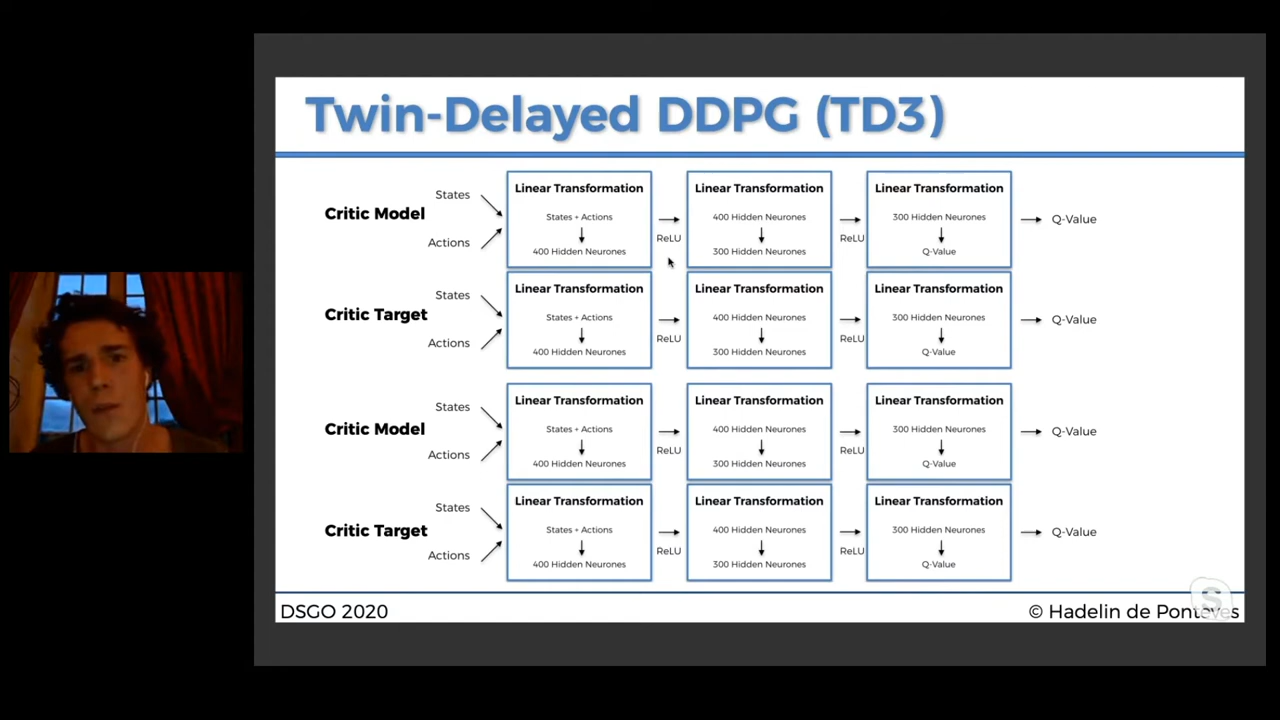 Twin-Delayed DDPG (TD3)
Critic Model
States
Actions
Linear Transformation
States + Actions
400 Hidden Neurones
ReLU
Linear Transformation
400 Hidden Neurones
300 Hidden Neurones
ReLU
Linear Transformation
300 Hidden Neurones
Q-Value
Q-Value
Critic Target
States
Actions
Linear Transformation
States + Actions
400 Hidden Neurones
ReLU
Linear Transformation
400 Hidden Neurones
300 Hidden Neurones
ReLU
Linear Transformation
300 Hidden Neurones
Q-Value
Q-Value
Critic Model
States
Actions
Linear Transformation
States + Actions
400 Hidden Neurones
ReLU
Linear Transformation
400 Hidden Neurones
300 Hidden Neurones
ReLU
Linear Transformation
300 Hidden Neurones
Q-Value
Q-Value
Critic Target
States
Actions
Linear Transformation
States + Actions
400 Hidden Neurones
ReLU
Linear Transformation
400 Hidden Neurones
300 Hidden Neurones
ReLU
Linear Transformation
300 Hidden Neurones
Q-Value
Q-Value
DSGO 2020
© Hadelin de Ponteves